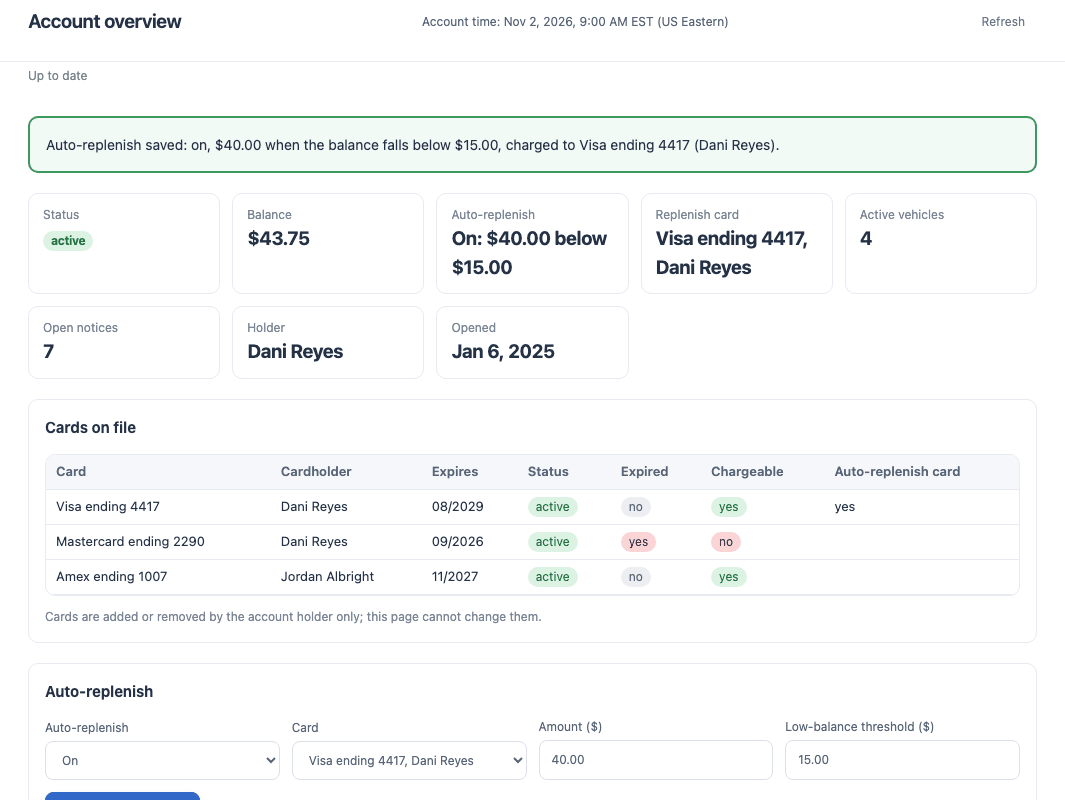 Account overview
Account time: Nov 2, 2026, 9:00 AM EST (US Eastern)
Refresh
Up to date
Auto-replenish saved: on, $40.00 when the balance falls below $15.00, charged to Visa ending 4417 (Dani Reyes).
Status
active
Balance
$43.75
Auto-replenish
On: $40.00 below
$15.00
Replenish card
Visa ending 4417,
Dani Reyes
Active vehicles
4
Open notices
7
Holder
Dani Reyes
Opened
Jan 6, 2025
Cards on file
Card Cardholder Expires Status Expired Chargeable Auto-replenish card
Visa ending 4417 Dani Reyes 08/2029 active no yes yes
Mastercard ending 2290 Dani Reyes 09/2026 active yes no
Amex ending 1007 Jordan Albright 11/2027 active no yes
Cards are added or removed by the account holder only; this page cannot change them.
Auto-replenish
Auto-replenish Card Amount ($) Low-balance threshold ($)
On Visa ending 4417, Dani Reyes 40.00 15.00